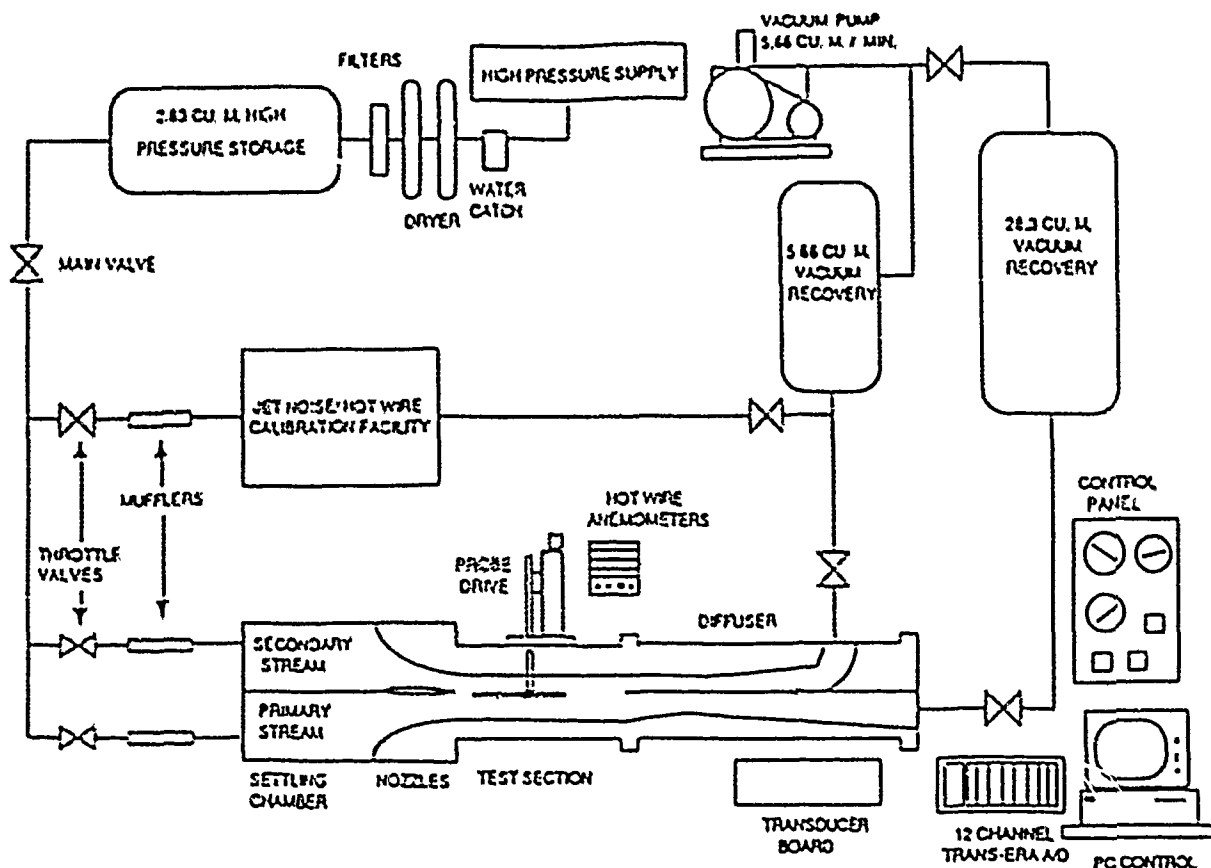 VACUUM PUMP
5.66 CU. M. / MIN.
FILTERS
HIGH PRESSURE SUPPLY
2.83 CU. M. HIGH
PRESSURE STORAGE
WATER
CATCH
DRYER
MAIN VALVE
5.66 CU. M.
VACUUM
RECOVERY
28.3 CU. M.
VACUUM
RECOVERY
JET NOISE/HOT WIRE
CALIBRATION FACILITY
MUFFLERS
THROTTLE
VALVES
HOT WIRE
ANEMOMETERS
PROBE
DRIVE
CONTROL
PANEL
DIFFUSER
SECONDARY
STREAM
PRIMARY
STREAM
SETTLING
CHAMBER
NOZZLES
TEST SECTION
TRANSDUCER
BOARD
12 CHANNEL
TRANS-ERA A/D
PC CONTROL